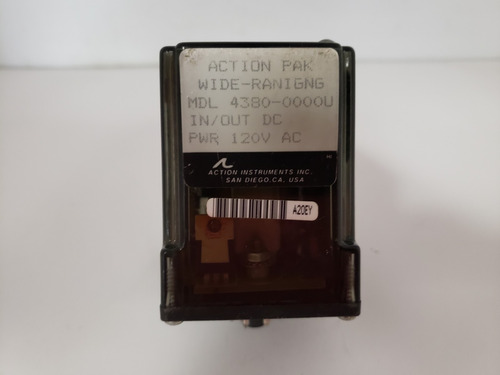 ACTION PAK
WIDE-RANIGNG
MDL 4380-0000U
IN/OUT DC
PWR 120V AC
ACTION INSTRUMENTS INC.
SAN DIEGO, CA. USA
A20EY